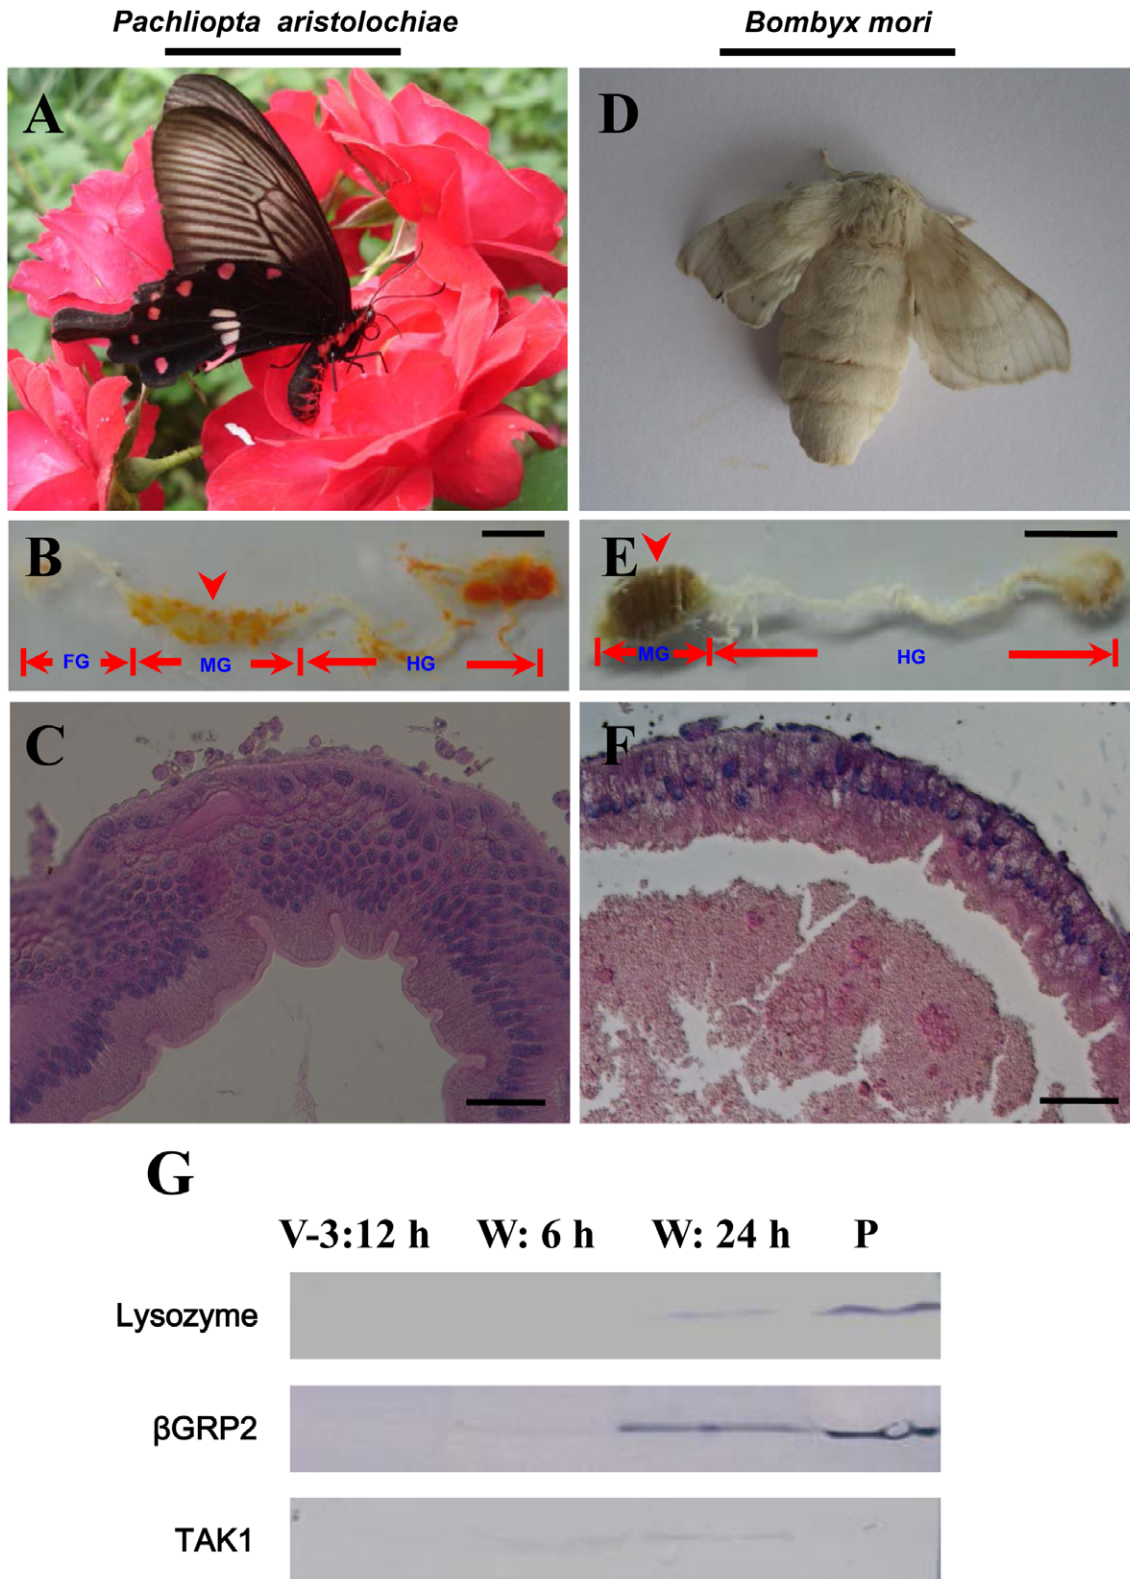 Pachliopta aristolochiae
Bombyx mori
A
D
B
FG
MG
HG
E
MG
HG
C
F
G
V-3:12 h W: 6 h W: 24 h P
Lysozyme
βGRP2
TAK1